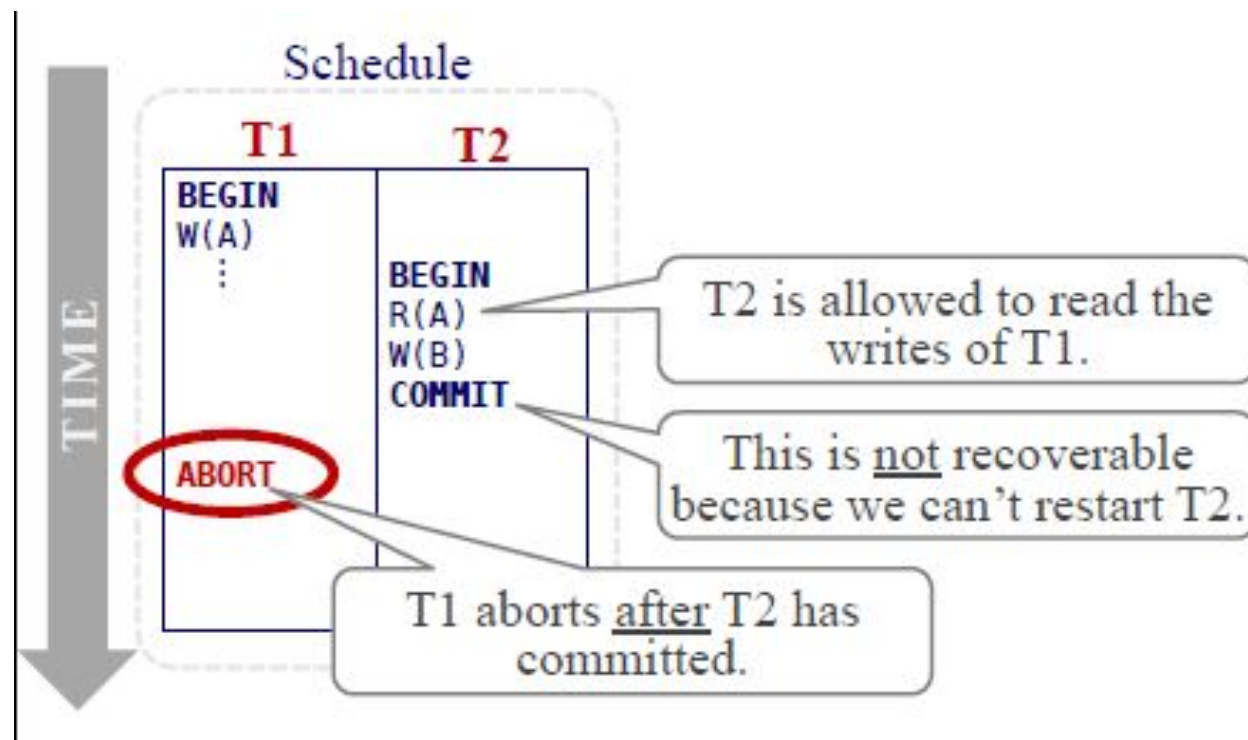 Schedule
TIME
T1
T2
BEGIN
W(A)
⋮
BEGIN
R(A)
W(B)
COMMIT
ABORT
T2 is allowed to read the
writes of T1.
This is not recoverable
because we can't restart T2.
T1 aborts after T2 has
committed.